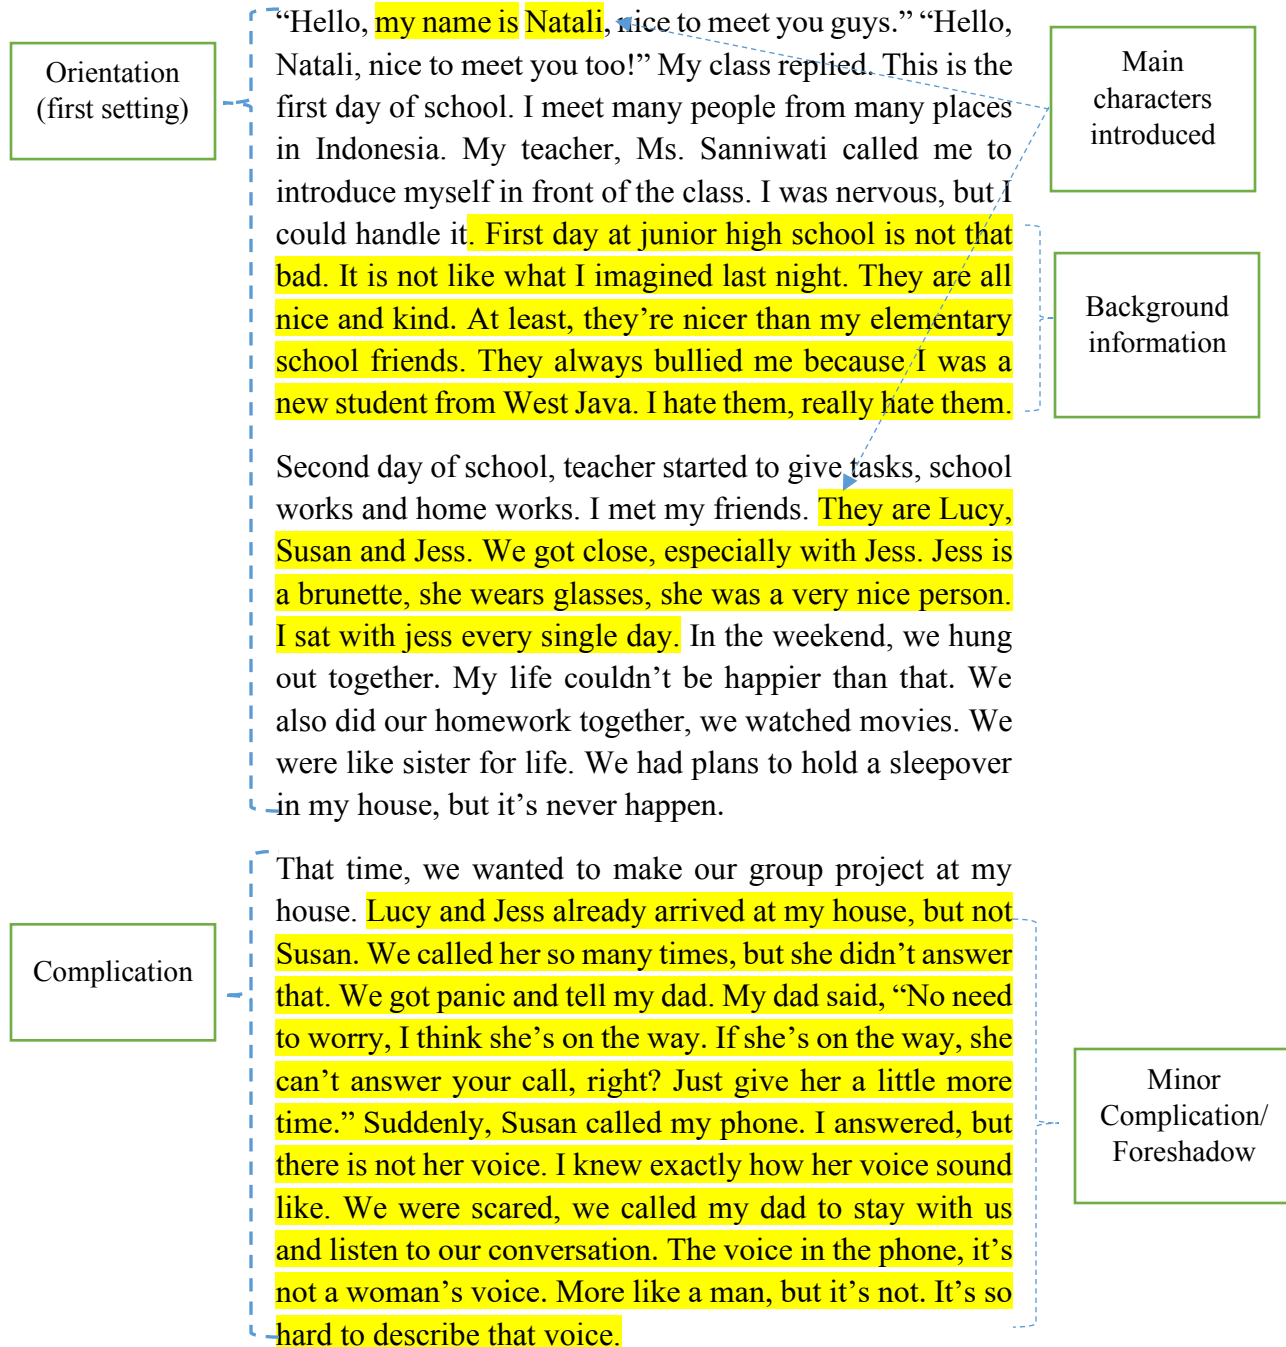 “Hello, my name is Natali, nice to meet you guys.” “Hello,
Natali, nice to meet you too!” My class replied. This is the
first day of school. I meet many people from many places
in Indonesia. My teacher, Ms. Sanniwati called me to
introduce myself in front of the class. I was nervous, but I
could handle it. First day at junior high school is not that
bad. It is not like what I imagined last night. They are all
nice and kind. At least, they’re nicer than my elementary
school friends. They always bullied me because I was a
new student from West Java. I hate them, really hate them.
Second day of school, teacher started to give tasks, school
works and home works. I met my friends. They are Lucy,
Susan and Jess. We got close, especially with Jess. Jess is
a brunette, she wears glasses, she was a very nice person.
I sat with jess every single day. In the weekend, we hung
out together. My life couldn’t be happier than that. We
also did our homework together, we watched movies. We
were like sister for life. We had plans to hold a sleepover
in my house, but it’s never happen.
That time, we wanted to make our group project at my
house. Lucy and Jess already arrived at my house, but not
Susan. We called her so many times, but she didn’t answer
that. We got panic and tell my dad. My dad said, “No need
to worry, I think she’s on the way. If she’s on the way, she
can’t answer your call, right? Just give her a little more
time.” Suddenly, Susan called my phone. I answered, but
there is not her voice. I knew exactly how her voice sound
like. We were scared, we called my dad to stay with us
and listen to our conversation. The voice in the phone, it’s
not a woman’s voice. More like a man, but it’s not. It’s so
hard to describe that voice.
Orientation
(first setting)
Complication
Main
characters
introduced
Background
information
Minor
Complication/
Foreshadow